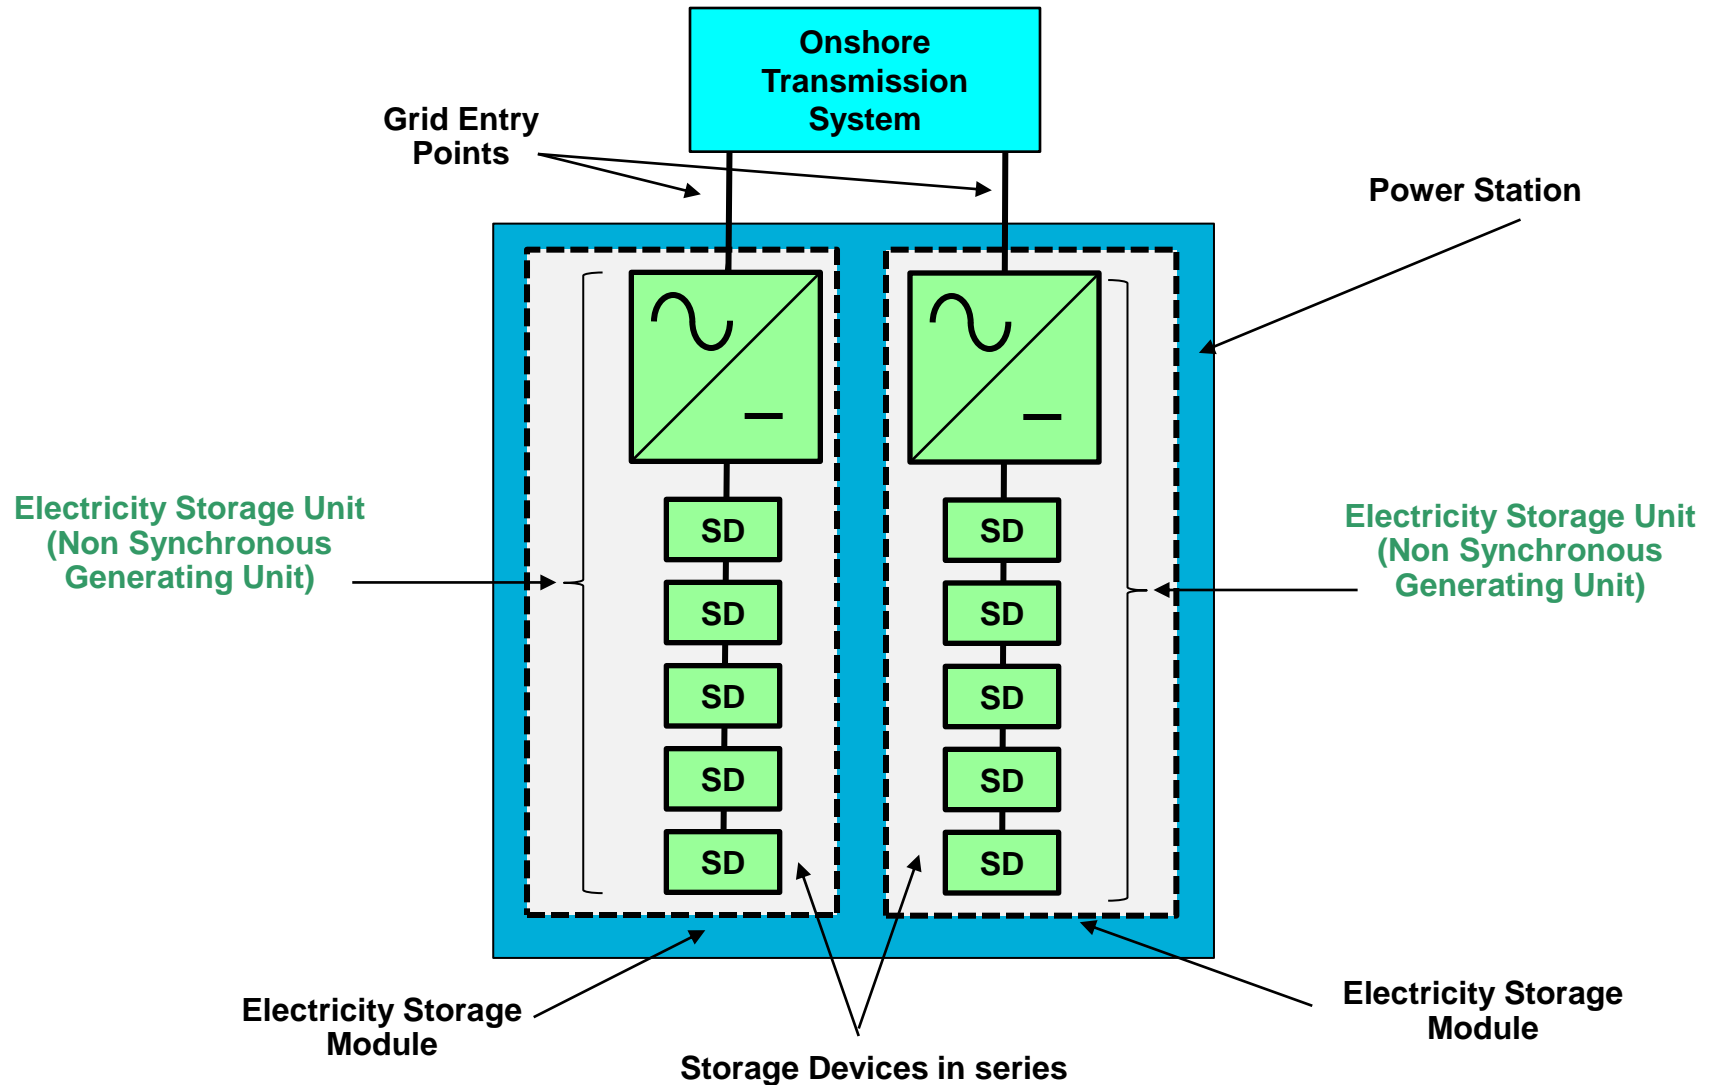 Onshore
Transmission
System
Grid Entry
Points
Power Station
Electricity Storage Unit
(Non Synchronous
Generating Unit)
Electricity Storage Unit
(Non Synchronous
Generating Unit)
SD
SD
SD
SD
SD
SD
SD
SD
SD
SD
Electricity Storage
Module
Electricity Storage
Module
Storage Devices in series